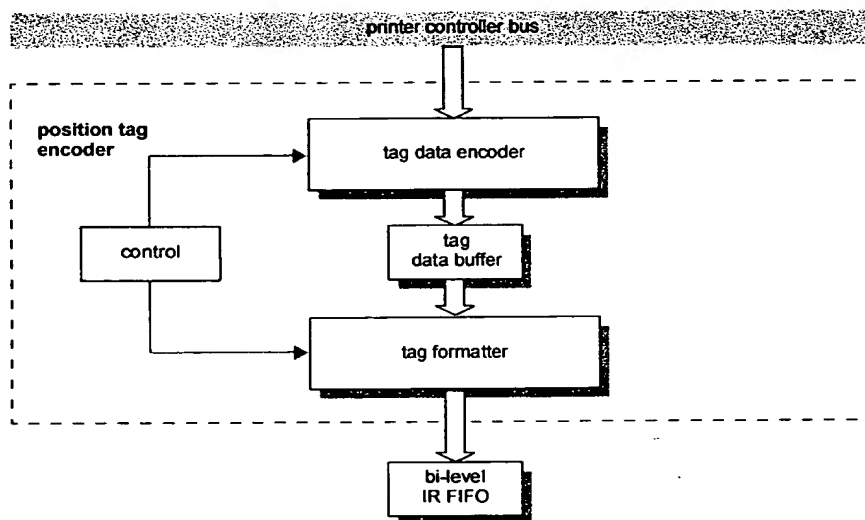 printer controller bus
position tag
encoder
tag data encoder
control
tag
data buffer
tag formatter
bi-level
IR FIFO